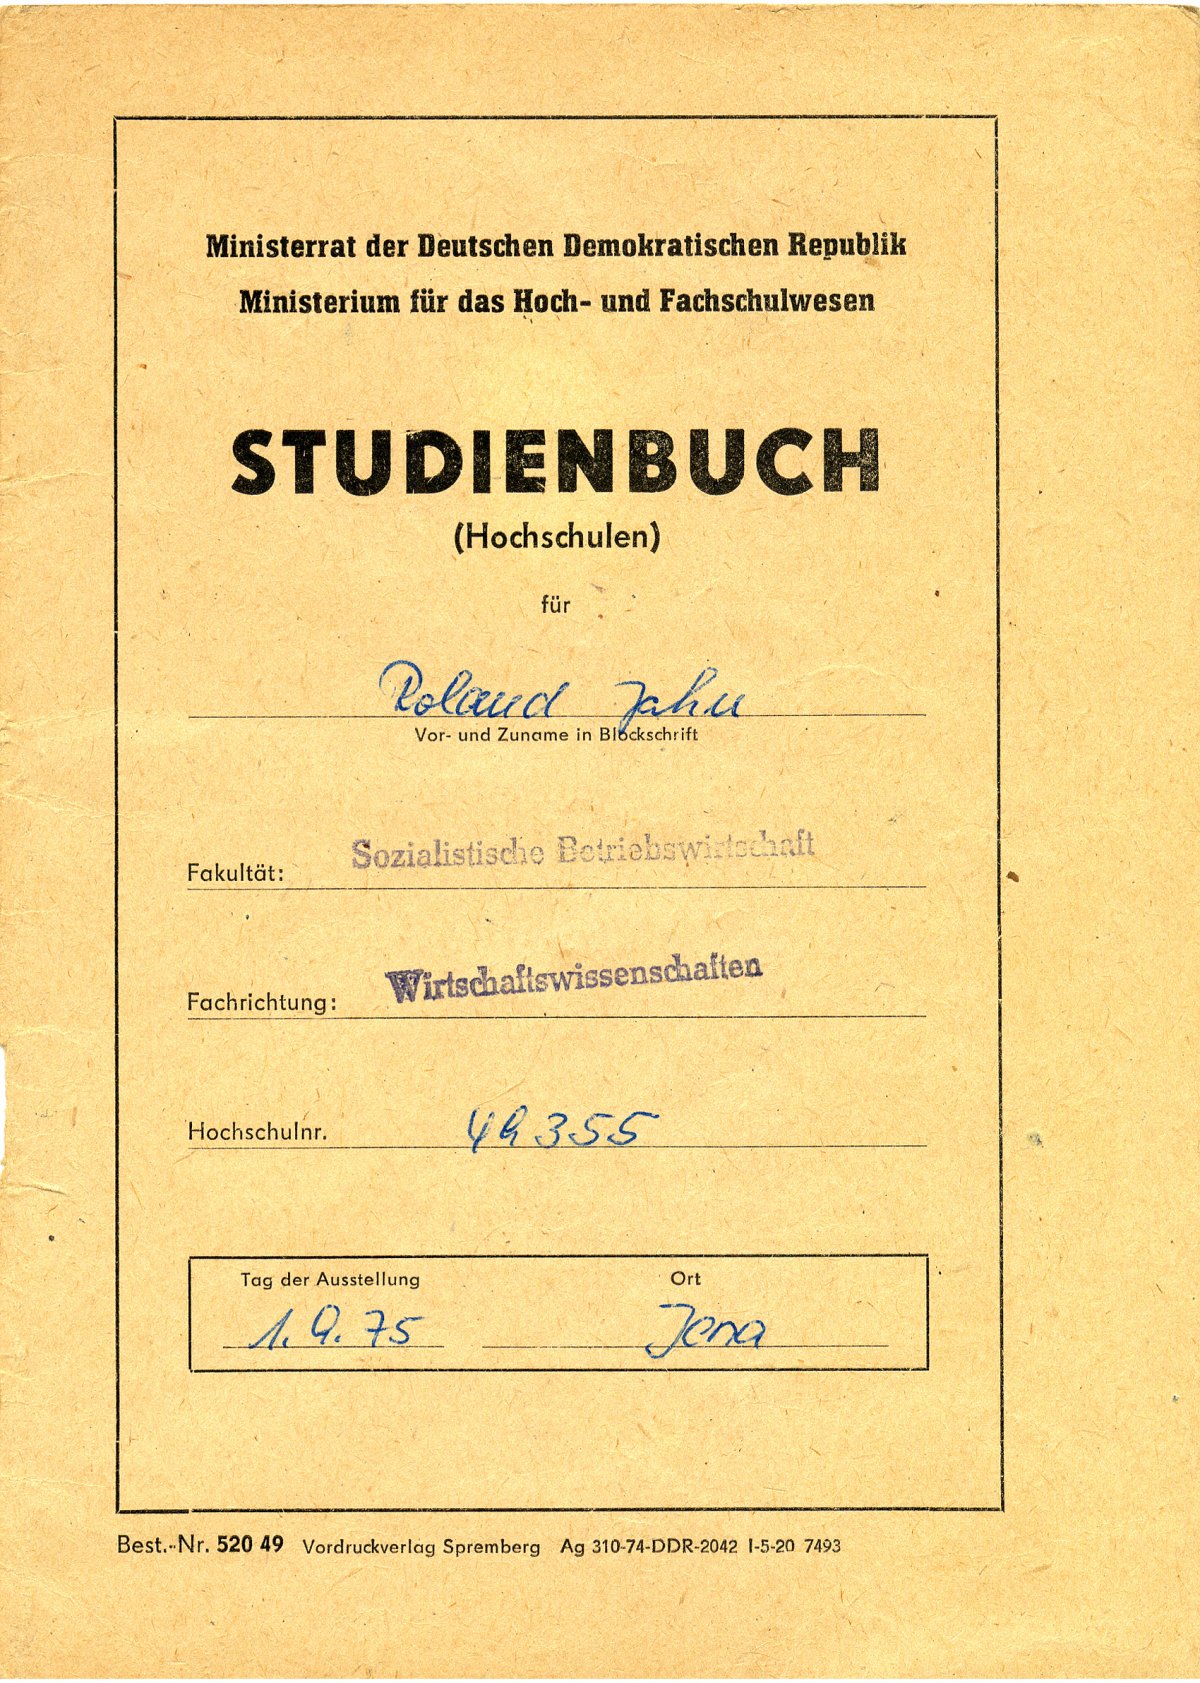 Ministerrat der Deutschen Demokratischen Republik
Ministerium für das Hoch- und Fachschulwesen
STUDIENBUCH
(Hochschulen)
für
Roland Jahn
Vor- und Zuname in Blockschrift
Fakultät: Sozialistische Betriebswirtschaft
Fachrichtung: Wirtschaftswissenschaften
Hochschulnr. 49355
Tag der Ausstellung Ort
1. 9. 75 Jena
Best.-Nr. 520 49 Vordruckverlag Spremberg Ag 310-74-DDR-2042 I-5-20 7493